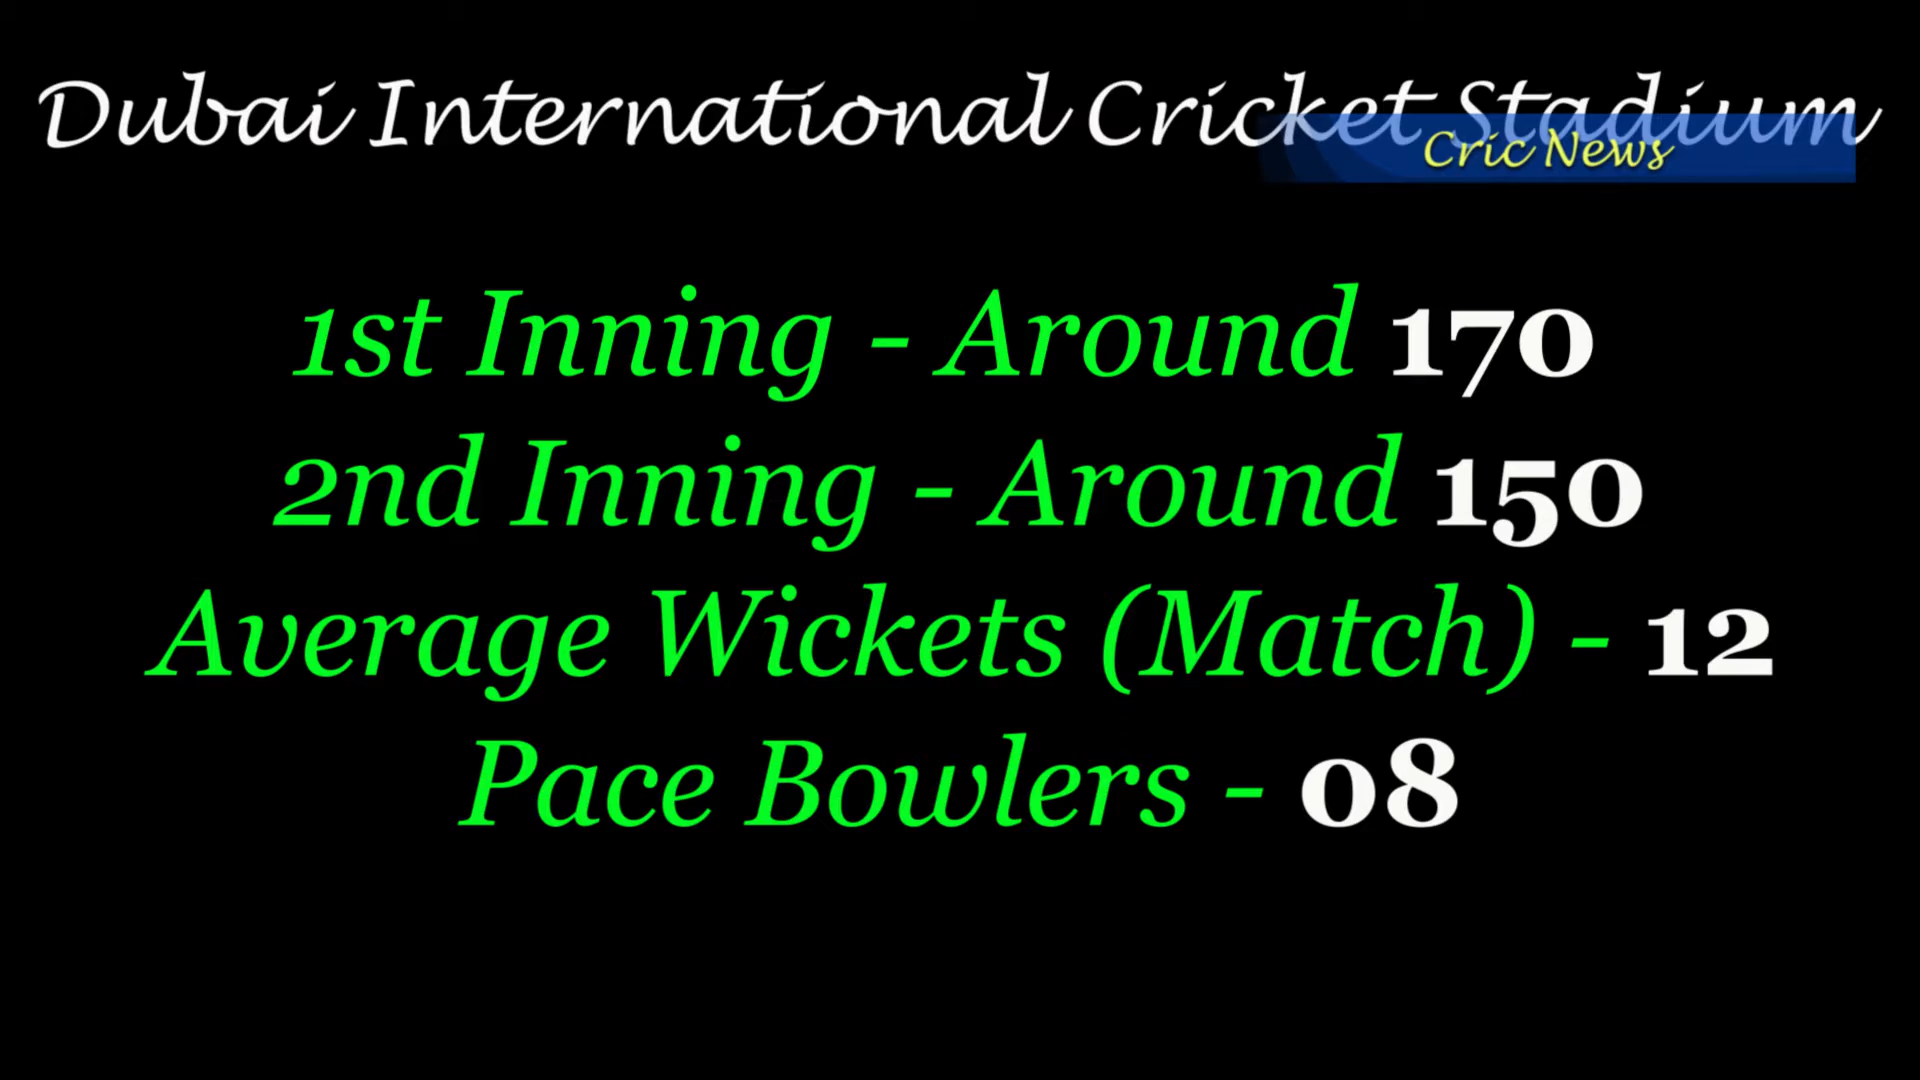 Dubai International Cricket Stadium
Cric News
1st Inning - Around 170
2nd Inning - Around 150
Average Wickets (Match) - 12
Pace Bowlers - 08